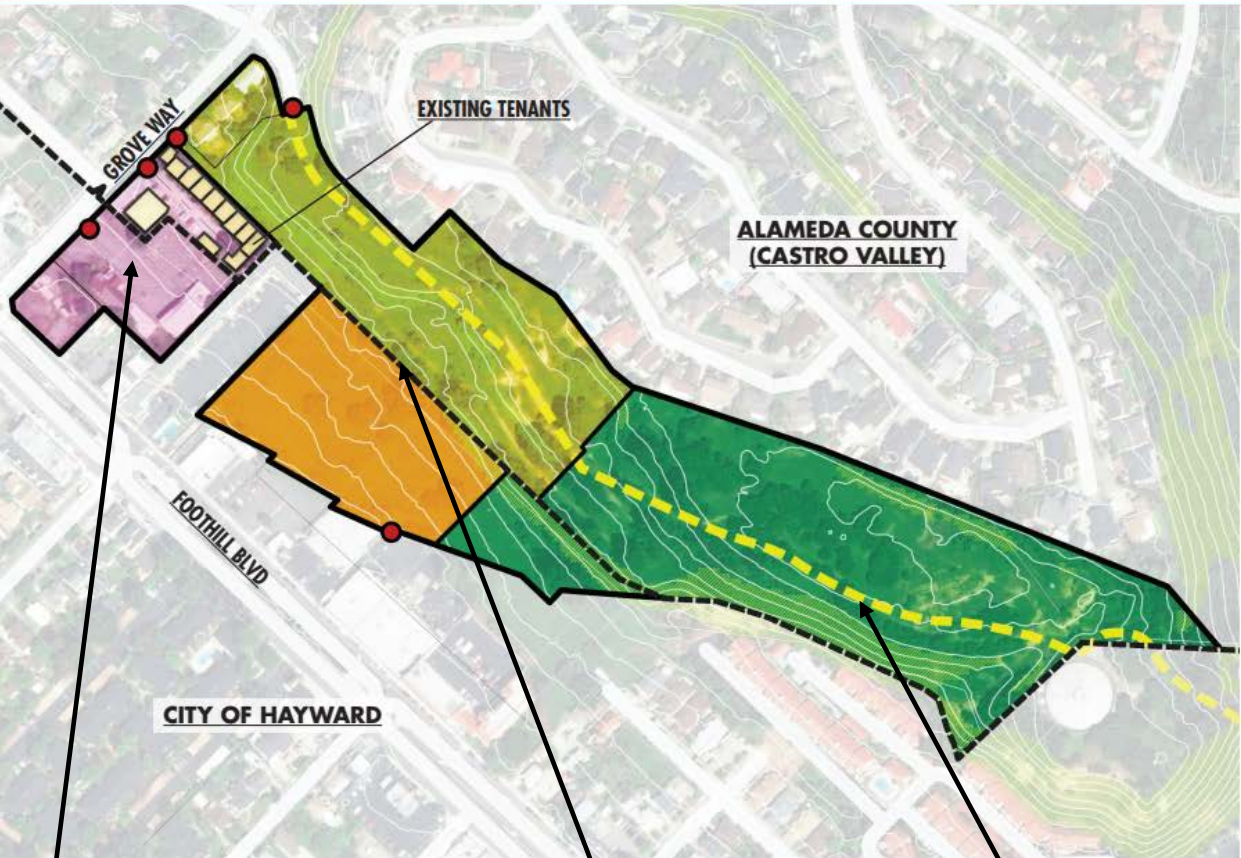 GROVE WAY
EXISTING TENANTS
ALAMEDA COUNTY
(CASTRO VALLEY)
FOOTHILL BLVD
CITY OF HAYWARD